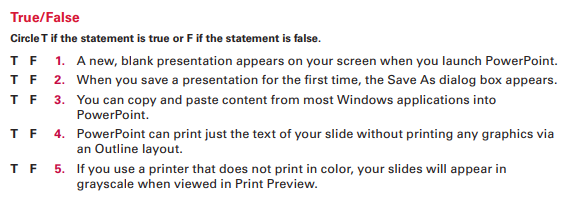 True/False
Circle T if the statement is true or F if the statement is false.
T F 1. A new, blank presentation appears on your screen when you launch PowerPoint.
T F 2. When you save a presentation for the first time, the Save As dialog box appears.
T F 3. You can copy and paste content from most Windows applications into
PowerPoint.
T F 4. PowerPoint can print just the text of your slide without printing any graphics via
an Outline layout.
T F 5. If you use a printer that does not print in color, your slides will appear in
grayscale when viewed in Print Preview.